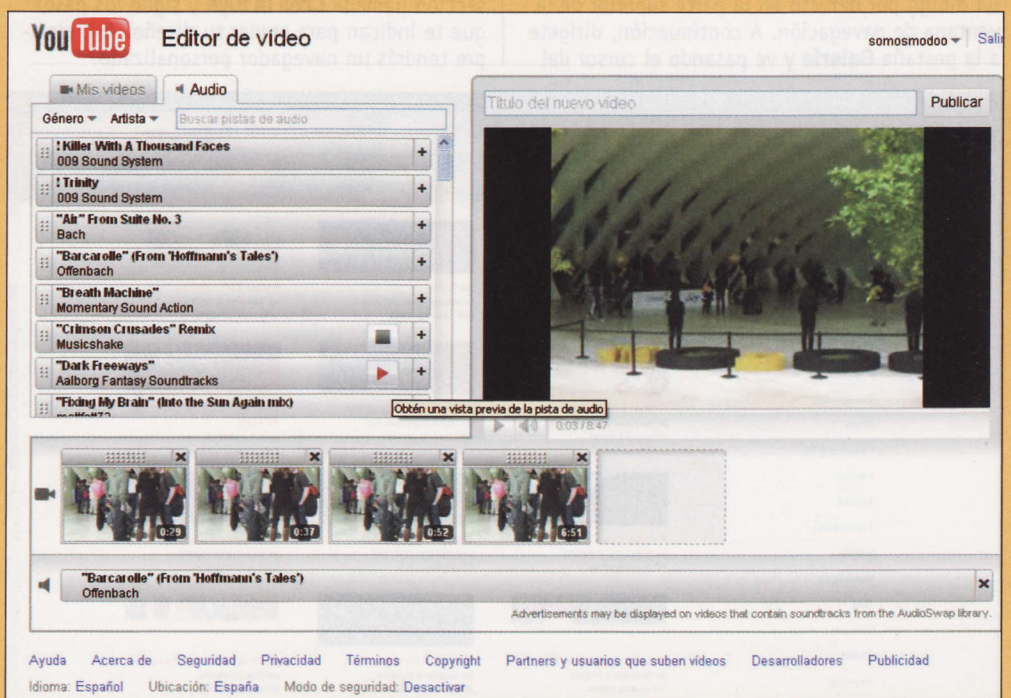 You Tube Editor de vídeo
somosmodoo Salir
Mis vídeos Audio
Género Artista Buscar pistas de audio
! Killer With A Thousand Faces
009 Sound System
! Trinity
009 Sound System
"Air" From Suite No. 3
Bach
"Barcarolle" (From 'Hoffmann's Tales')
Offenbach
"Breath Machine"
Momentary Sound Action
"Crimson Crusades" Remix
Musicshake
"Dark Freeways"
Aalborg Fantasy Soundtracks
"Fixing My Brain" (Into the Sun Again mix)
Obtén una vista previa de la pista de audio
Título del nuevo vídeo Publicar
0:03 / 8:47
0:29 0:37 0:52 6:51
"Barcarolle" (From 'Hoffmann's Tales')
Offenbach
Advertisements may be displayed on videos that contain soundtracks from the AudioSwap library.
Ayuda Acerca de Seguridad Privacidad Términos Copyright Partners y usuarios que suben vídeos Desarrolladores Publicidad
Idioma: Español Ubicación: España Modo de seguridad: Desactivar